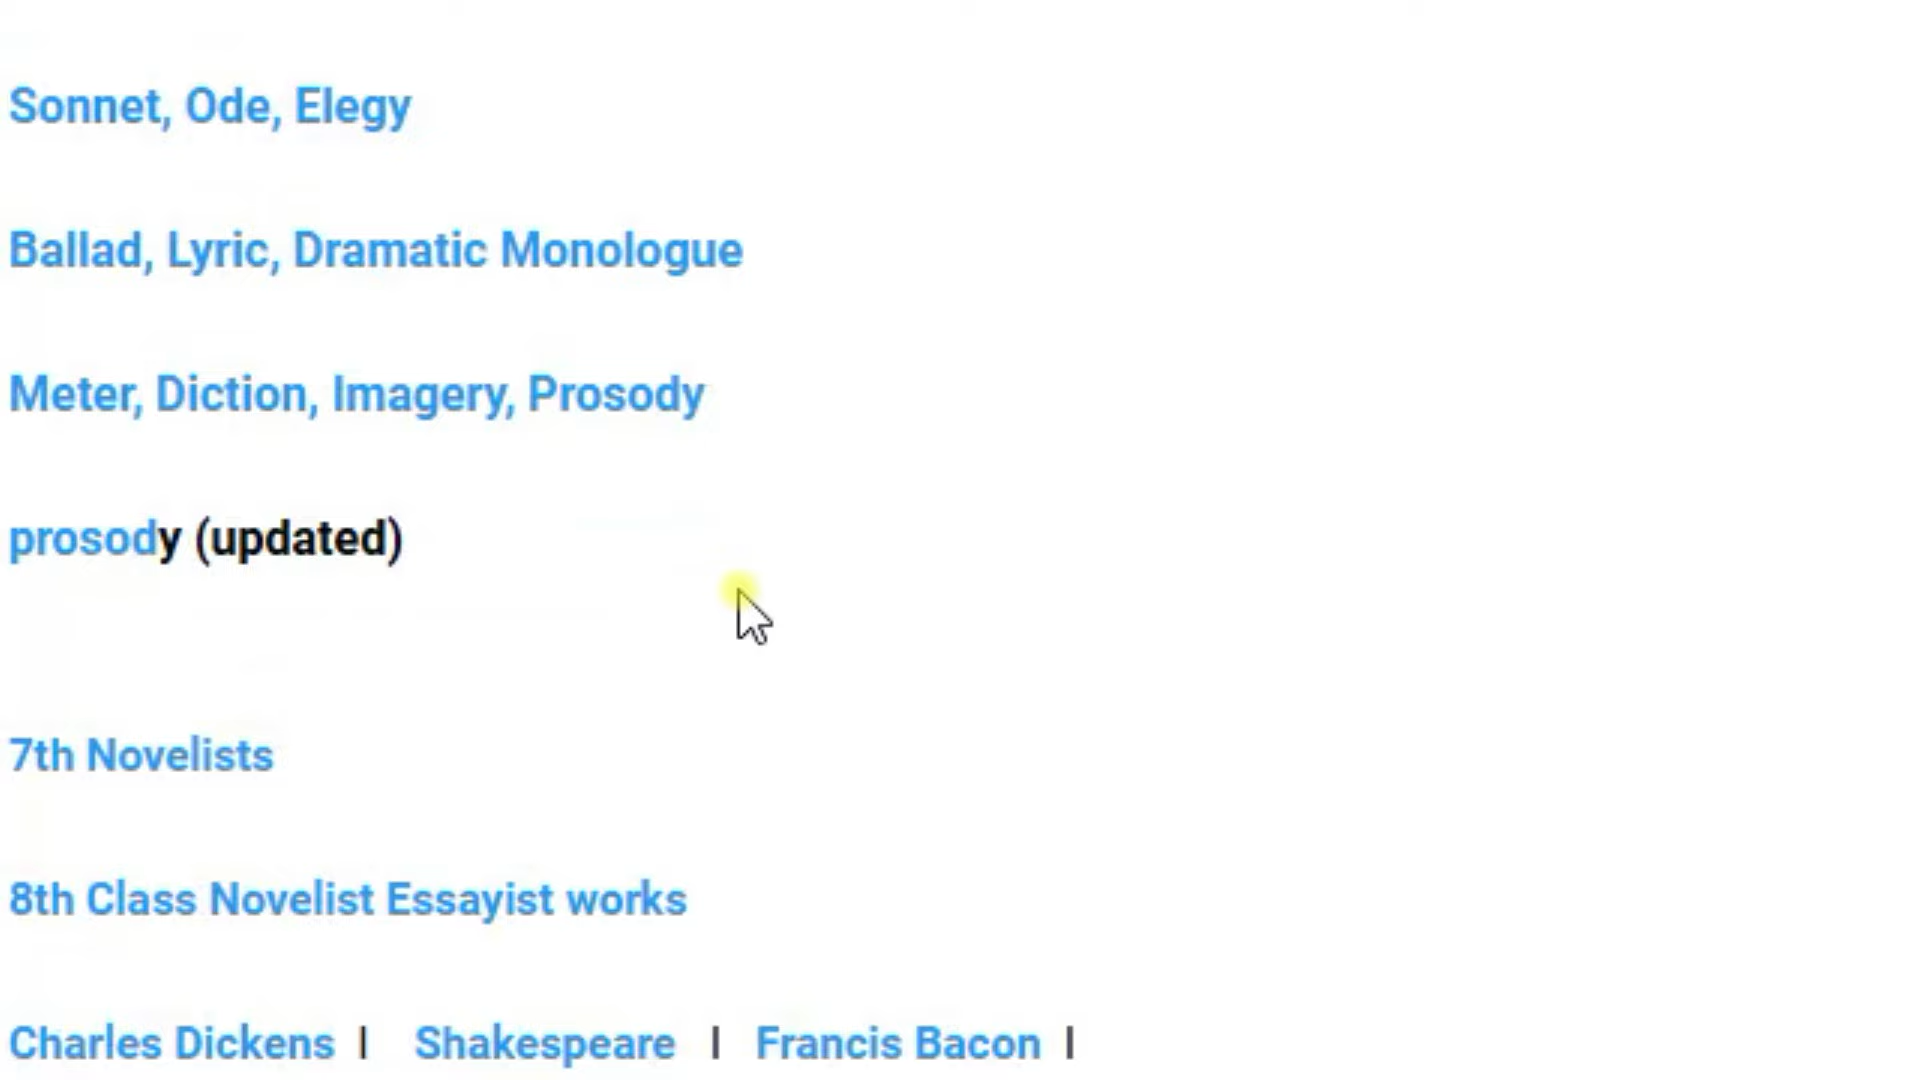 Sonnet, Ode, Elegy
Ballad, Lyric, Dramatic Monologue
Meter, Diction, Imagery, Prosody
prosody (updated)
7th Novelists
8th Class Novelist Essayist works
Charles Dickens | Shakespeare | Francis Bacon |